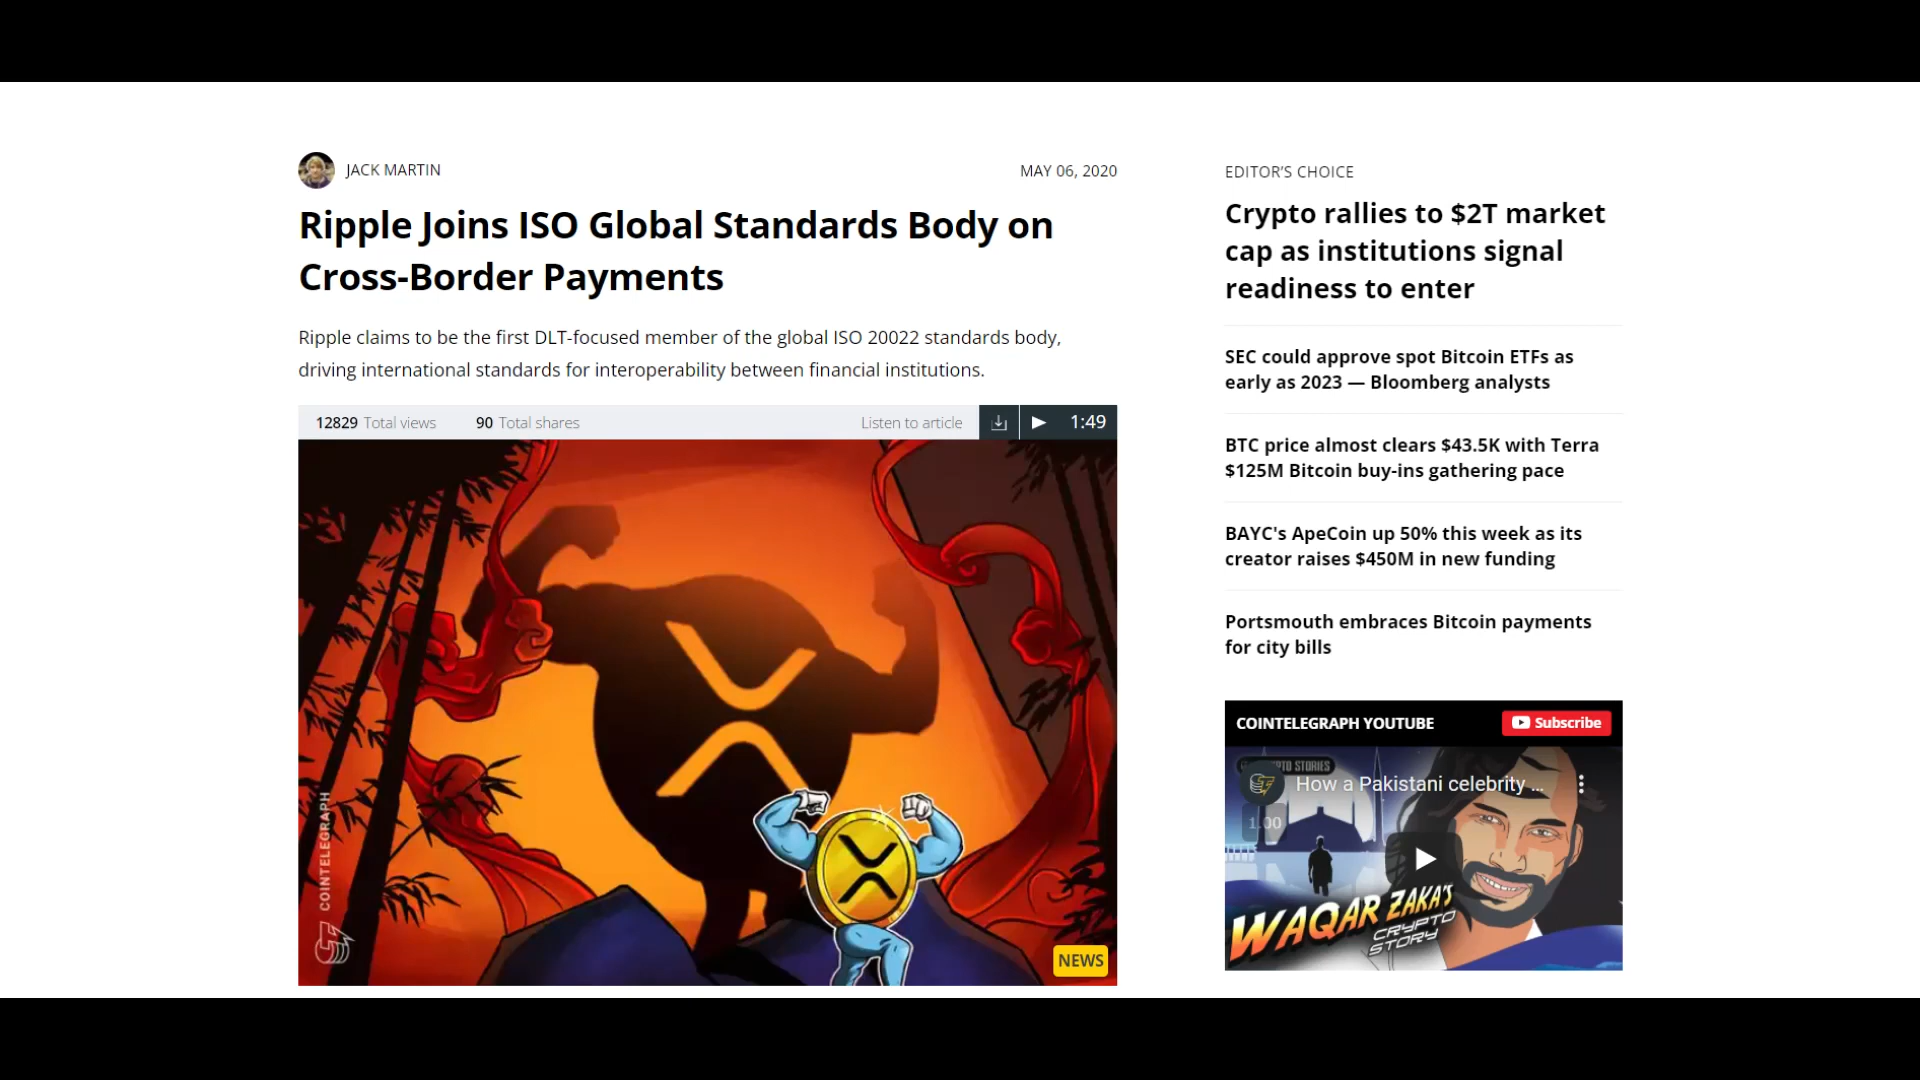 JACK MARTIN
MAY 06, 2020
Ripple Joins ISO Global Standards Body on
Cross-Border Payments
Ripple claims to be the first DLT-focused member of the global ISO 20022 standards body,
driving international standards for interoperability between financial institutions.
12829 Total views
90 Total shares
Listen to article
1:49
COINTELEGRAPH
NEWS
EDITOR'S CHOICE
Crypto rallies to $2T market
cap as institutions signal
readiness to enter
SEC could approve spot Bitcoin ETFs as
early as 2023 — Bloomberg analysts
BTC price almost clears $43.5K with Terra
$125M Bitcoin buy-ins gathering pace
BAYC's ApeCoin up 50% this week as its
creator raises $450M in new funding
Portsmouth embraces Bitcoin payments
for city bills
COINTELEGRAPH YOUTUBE
Subscribe
STORIES
How a Pakistani celebrity ...
1.00
WAQAR ZAKA'S
CRYPTO
STORY